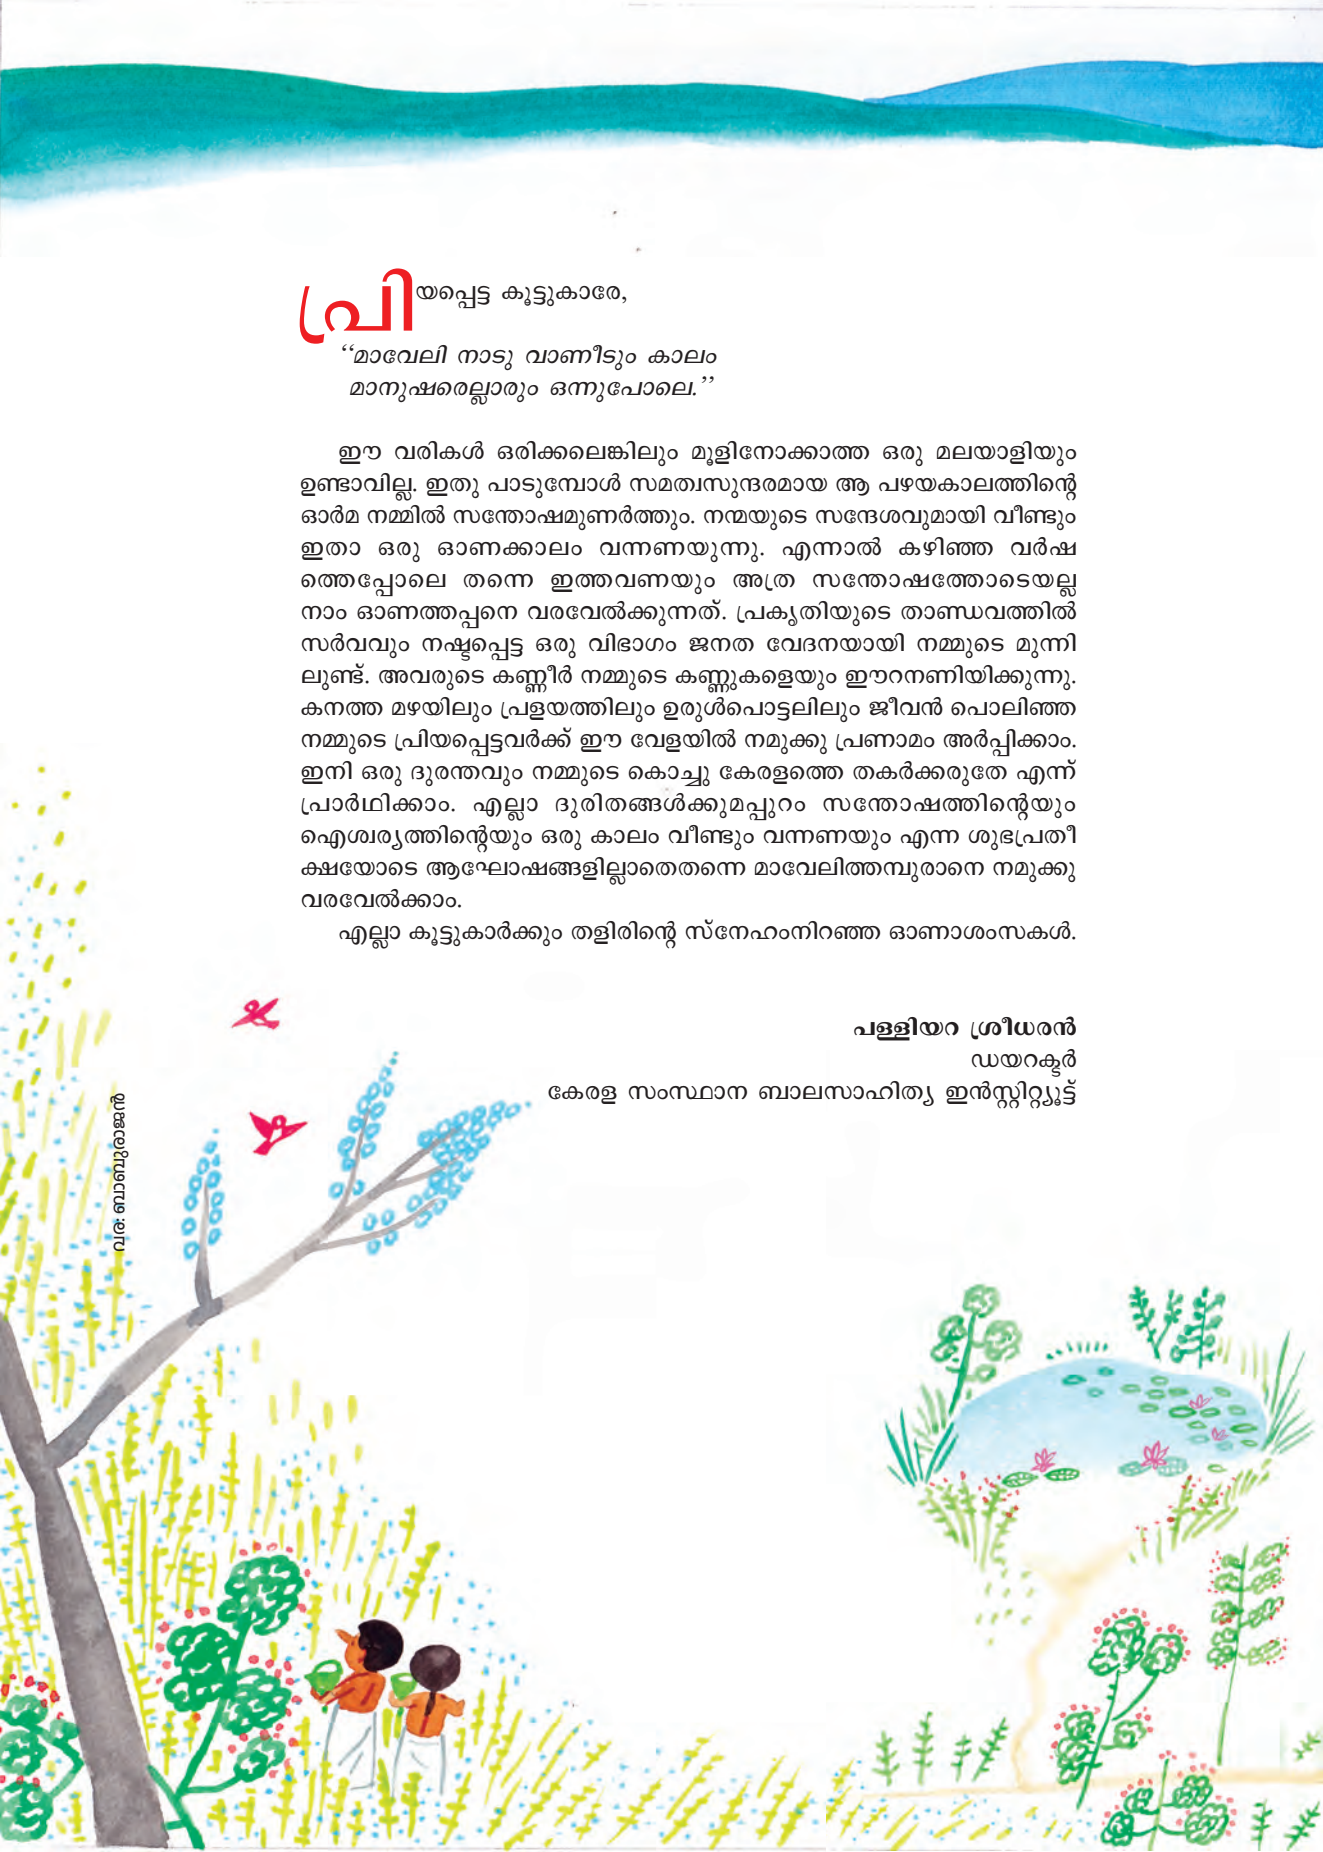 പ്രിയപ്പെട്ട കൂട്ടുകാരേ,
‘‘മാവേലി നാടു വാണീടും കാലം
മാനുഷരെല്ലാരും ഒന്നുപോലെ.’’
ഈ വരികൾ ഒരിക്കലെങ്കിലും മൂളിനോക്കാത്ത ഒരു മലയാളിയും
ഉണ്ടാവില്ല. ഇതു പാടുമ്പോൾ സമത്വസുന്ദരമായ ആ പഴയകാലത്തിന്റെ
ഓർമ നമ്മിൽ സന്തോഷമുണർത്തും. നന്മയുടെ സന്ദേശവുമായി വീണ്ടും
ഇതാ ഒരു ഓണക്കാലം വന്നണയുന്നു. എന്നാൽ കഴിഞ്ഞ വർഷ
ത്തെപ്പോലെ തന്നെ ഇത്തവണയും അത്ര സന്തോഷത്തോടെയല്ല
നാം ഓണത്തപ്പനെ വരവേൽക്കുന്നത്. പ്രകൃതിയുടെ താണ്ഡവത്തിൽ
സർവവും നഷ്ടപ്പെട്ട ഒരു വിഭാഗം ജനത വേദനയായി നമ്മുടെ മുന്നി
ലുണ്ട്. അവരുടെ കണ്ണീർ നമ്മുടെ കണ്ണുകളെയും ഈറനണിയിക്കുന്നു.
കനത്ത മഴയിലും പ്രളയത്തിലും ഉരുൾപൊട്ടലിലും ജീവൻ പൊലിഞ്ഞ
നമ്മുടെ പ്രിയപ്പെട്ടവർക്ക് ഈ വേളയിൽ നമുക്കു പ്രണാമം അർപ്പിക്കാം.
ഇനി ഒരു ദുരന്തവും നമ്മുടെ കൊച്ചു കേരളത്തെ തകർക്കരുതേ എന്ന്
പ്രാർഥിക്കാം. എല്ലാ ദുരിതങ്ങൾക്കുമപ്പുറം സന്തോഷത്തിന്റെയും
ഐശ്വര്യത്തിന്റെയും ഒരു കാലം വീണ്ടും വന്നണയും എന്ന ശുഭപ്രതീ
ക്ഷയോടെ ആഘോഷങ്ങളില്ലാതെതന്നെ മാവേലിത്തമ്പുരാനെ നമുക്കു
വരവേൽക്കാം.
എല്ലാ കൂട്ടുകാർക്കും തളിരിന്റെ സ്നേഹംനിറഞ്ഞ ഓണാശംസകൾ.
പള്ളിയറ ശ്രീധരൻ
ഡയറക്ടർ
കേരള സംസ്ഥാന ബാലസാഹിത്യ ഇൻസ്റ്റിറ്റ്യൂട്ട്
വര: ബാബുരാജൻ